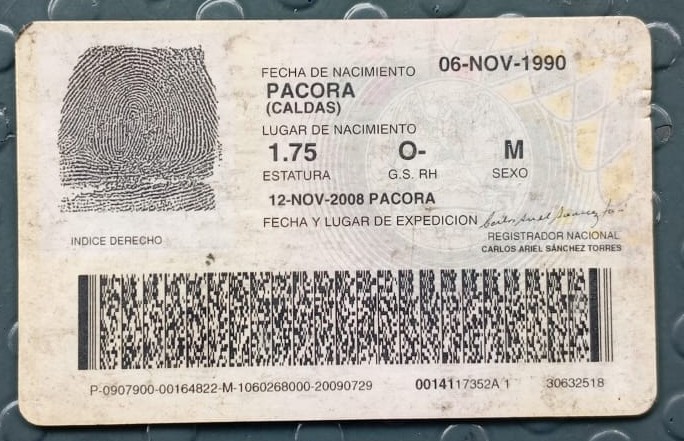 FECHA DE NACIMIENTO 06-NOV-1990
PACORA
(CALDAS)
LUGAR DE NACIMIENTO
1.75 O- M
ESTATURA G.S. RH SEXO
12-NOV-2008 PACORA
FECHA Y LUGAR DE EXPEDICION
INDICE DERECHO
REGISTRADOR NACIONAL
CARLOS ARIEL SÁNCHEZ TORRES
P-0907900-00164822-M-1060268000-20090729 0014117352A 1 30632518